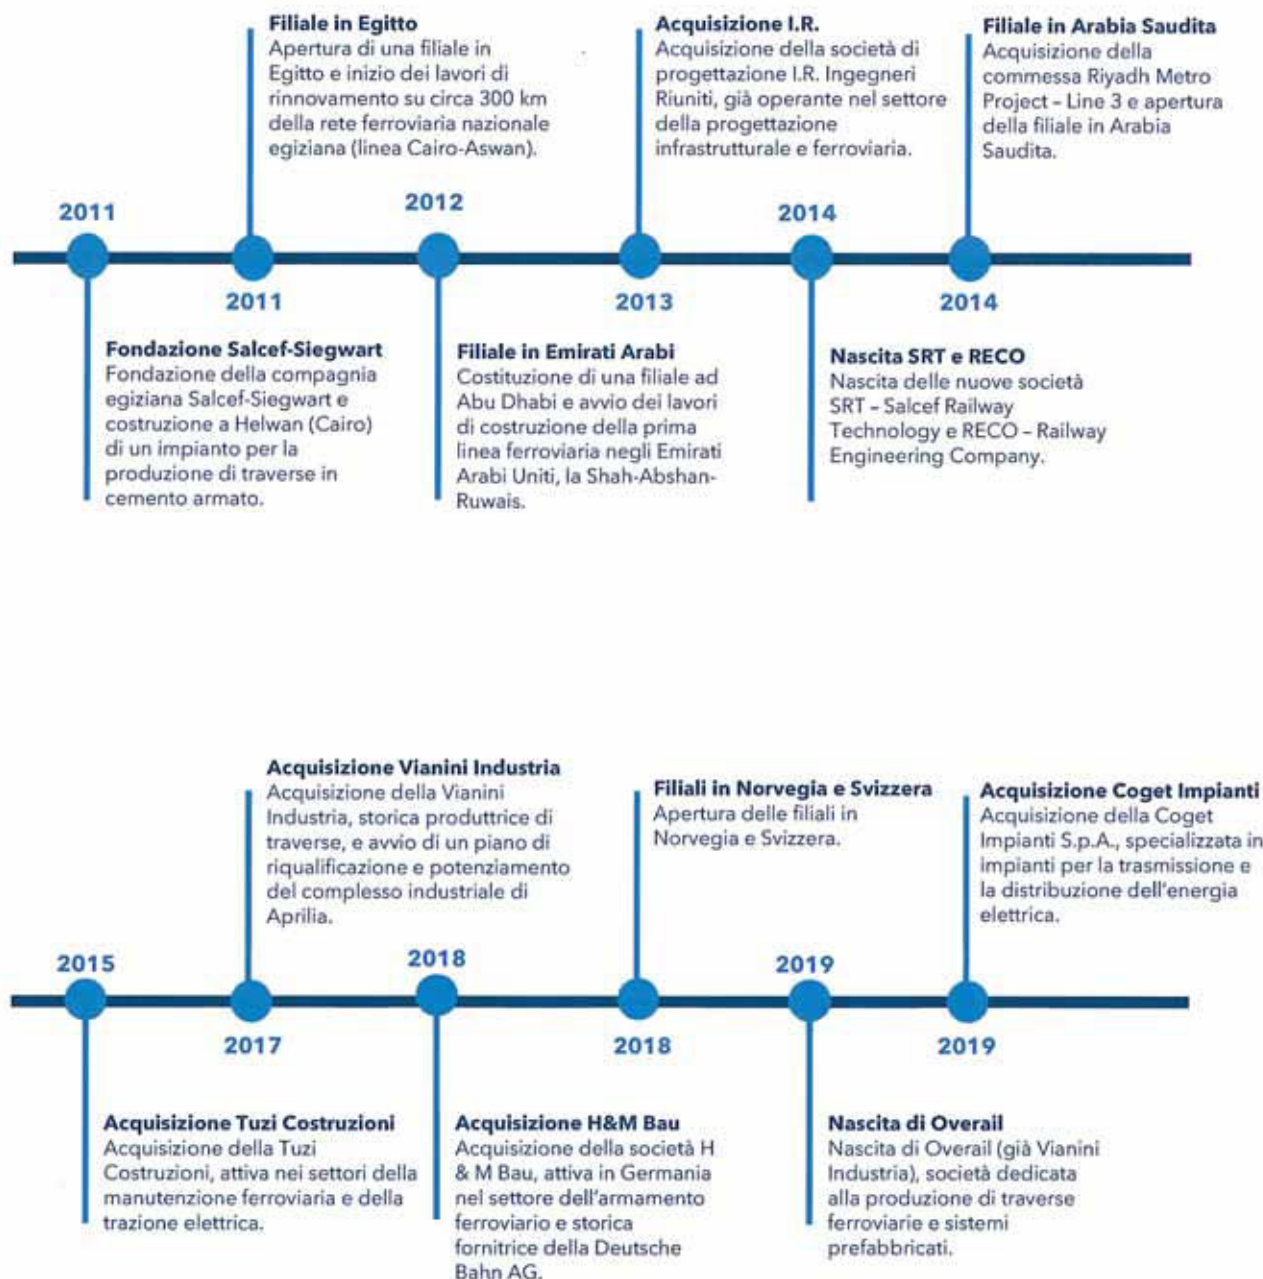 Filiale in Egitto
Apertura di una filiale in
Egitto e inizio dei lavori di
rinnovamento su circa 300 km
della rete ferroviaria nazionale
egiziana (linea Cairo-Aswan).
Acquisizione I.R.
Acquisizione della società di
progettazione I.R. Ingegneri
Riuniti, già operante nel settore
della progettazione
infrastrutturale e ferroviaria.
Filiale in Arabia Saudita
Acquisizione della
commessa Riyadh Metro
Project – Line 3 e apertura
della filiale in Arabia
Saudita.
2011
2012
2014
2011
2013
2014
Fondazione Salcef-Siegwart
Fondazione della compagnia
egiziana Salcef-Siegwart e
costruzione a Helwan (Cairo)
di un impianto per la
produzione di traverse in
cemento armato.
Filiale in Emirati Arabi
Costituzione di una filiale ad
Abu Dhabi e avvio dei lavori
di costruzione della prima
linea ferroviaria negli Emirati
Arabi Uniti, la Shah-Abshan-
Ruwais.
Nascita SRT e RECO
Nascita delle nuove società
SRT – Salcef Railway
Technology e RECO – Railway
Engineering Company.
Acquisizione Vianini Industria
Acquisizione della Vianini
Industria, storica produttrice di
traverse, e avvio di un piano di
riqualificazione e potenziamento
del complesso industriale di
Aprilia.
Filiali in Norvegia e Svizzera
Apertura delle filiali in
Norvegia e Svizzera.
Acquisizione Coget Impianti
Acquisizione della Coget
Impianti S.p.A., specializzata in
impianti per la trasmissione e
la distribuzione dell'energia
elettrica.
2015
2018
2019
2017
2018
2019
Acquisizione Tuzi Costruzioni
Acquisizione della Tuzi
Costruzioni, attiva nei settori della
manutenzione ferroviaria e della
trazione elettrica.
Acquisizione H&M Bau
Acquisizione della società H
& M Bau, attiva in Germania
nel settore dell'armamento
ferroviario e storica
fornitrice della Deutsche
Bahn AG.
Nascita di Overail
Nascita di Overail (già Vianini
Industria), società dedicata
alla produzione di traverse
ferroviarie e sistemi
prefabbricati.